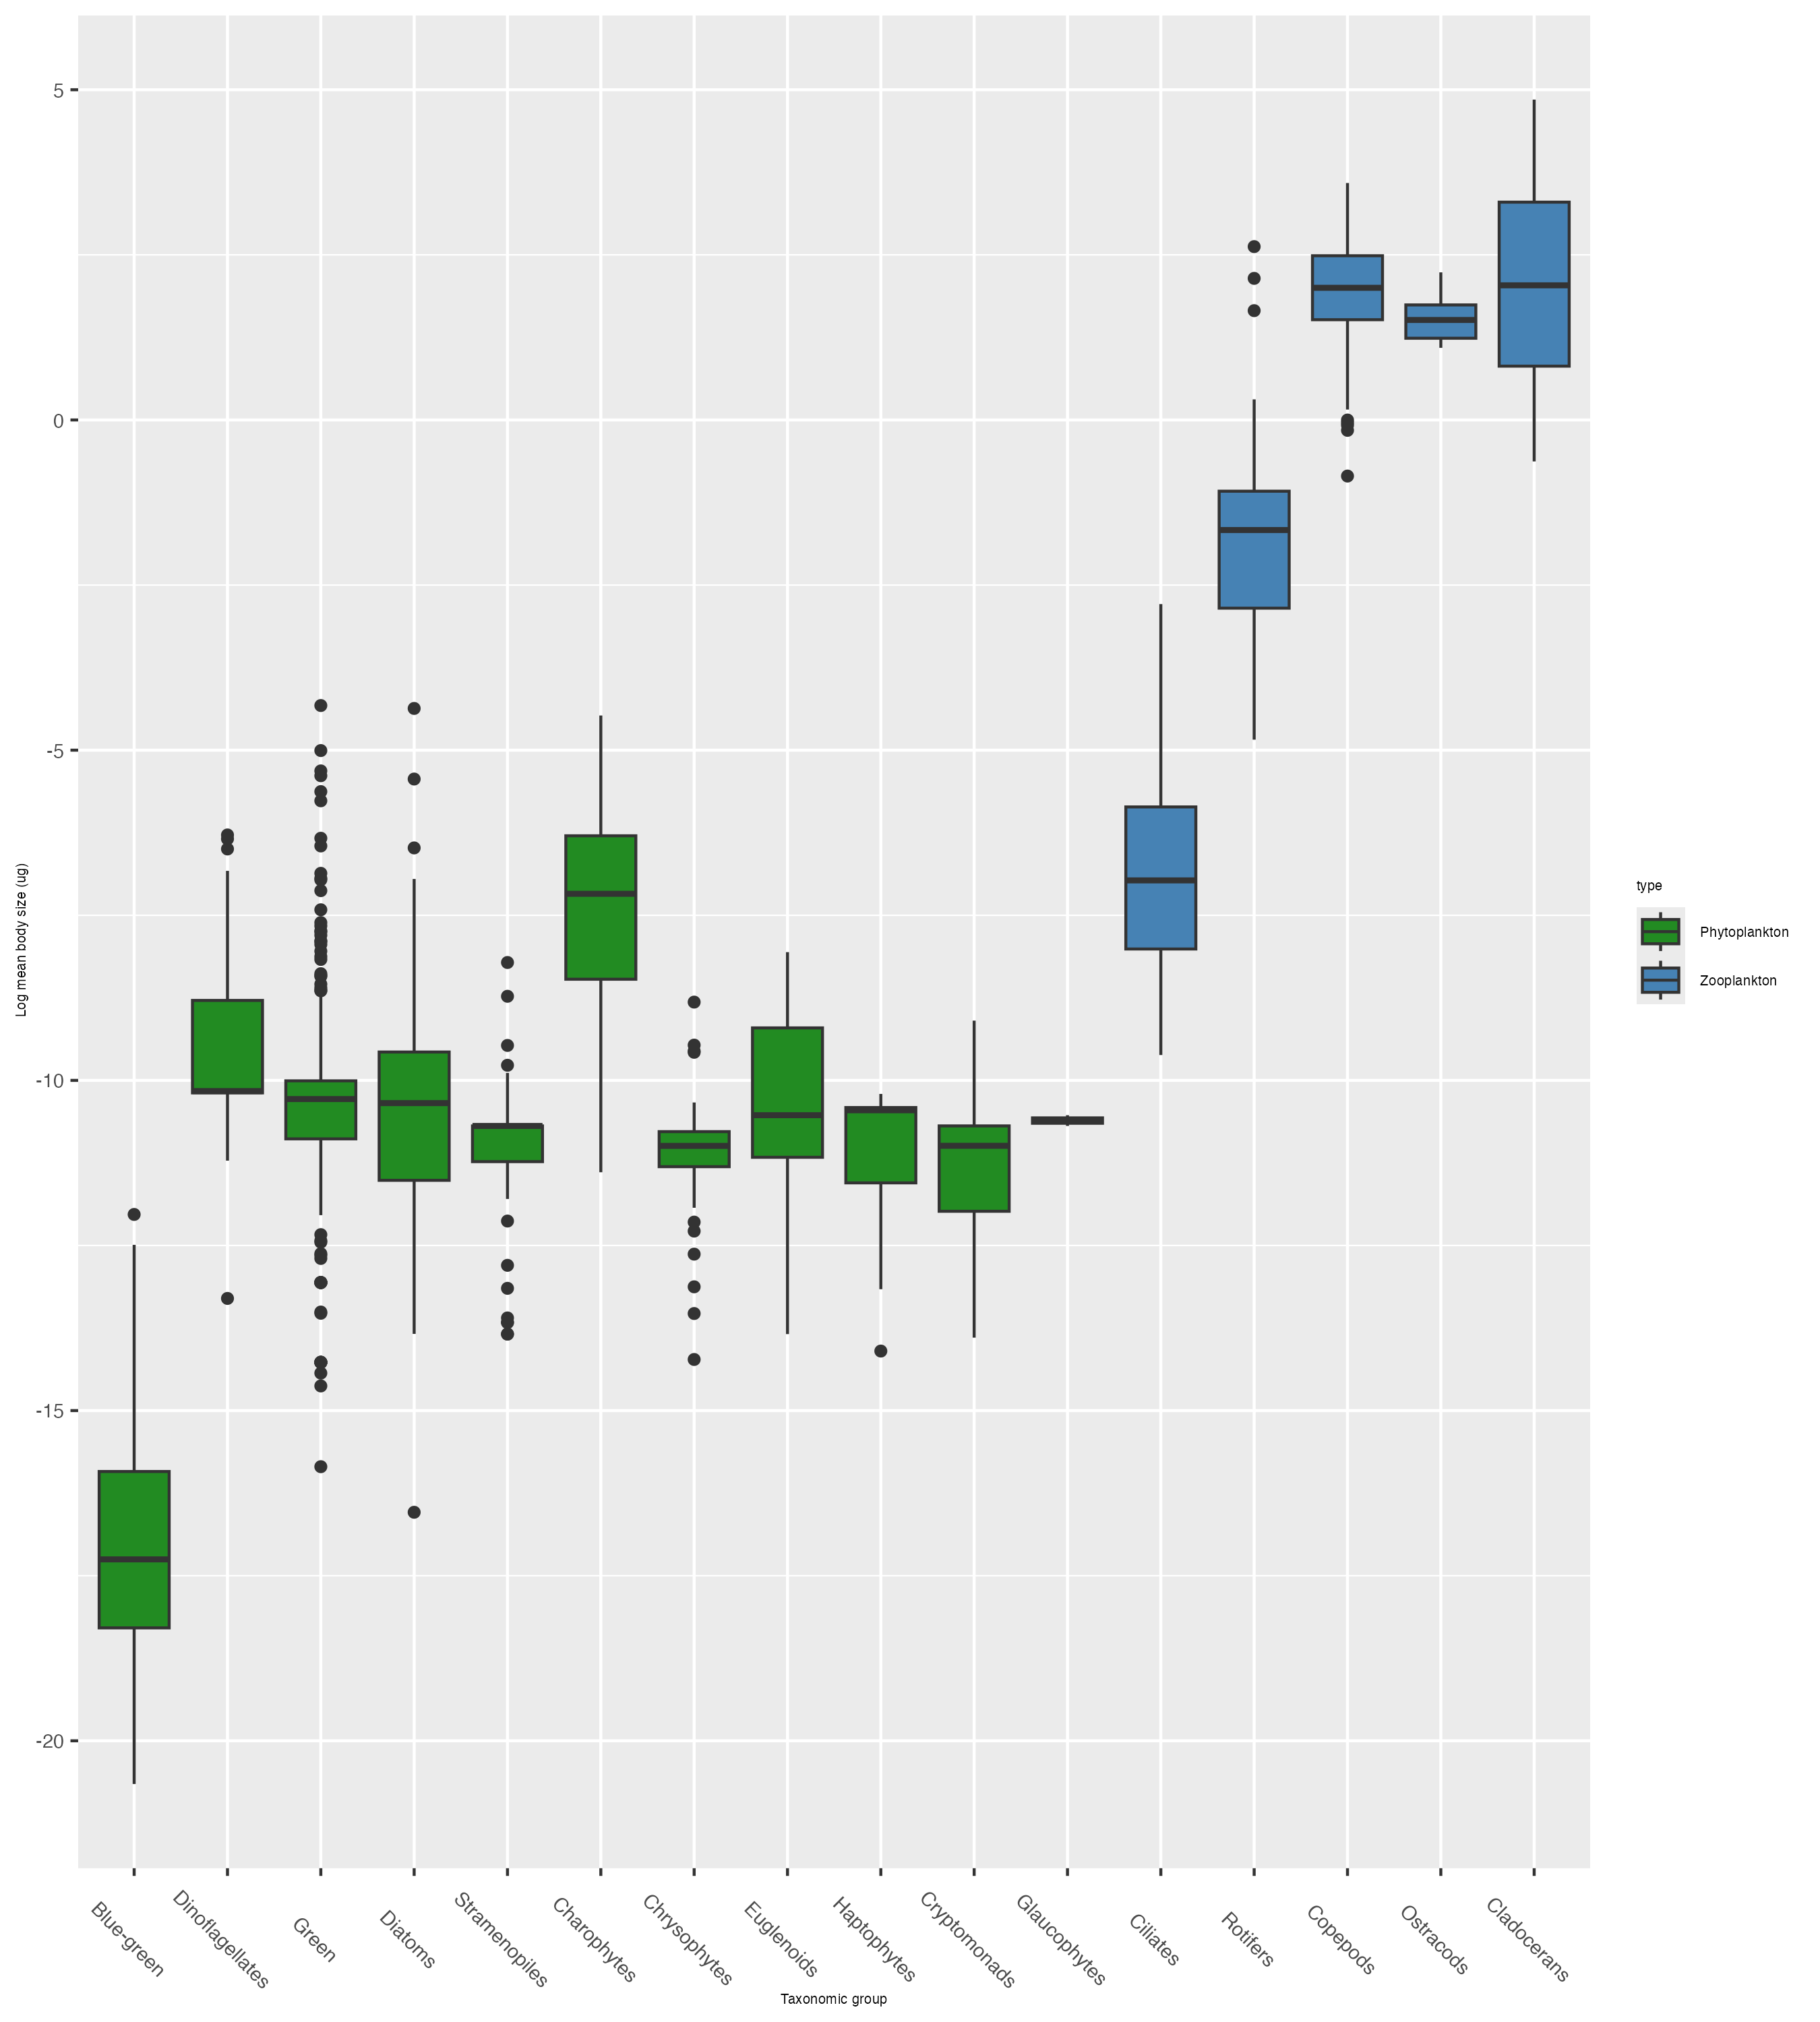 5
0
-5
-10
-15
-20
Log mean body size (ug)
Blue-green
Dinoflagellates
Green
Diatoms
Stramenopiles
Charophytes
Chrysophytes
Euglenoids
Haptophytes
Cryptomonads
Glaucophytes
Ciliates
Rotifers
Copepods
Ostracods
Cladocerans
Taxonomic group
type
Phytoplankton
Zooplankton